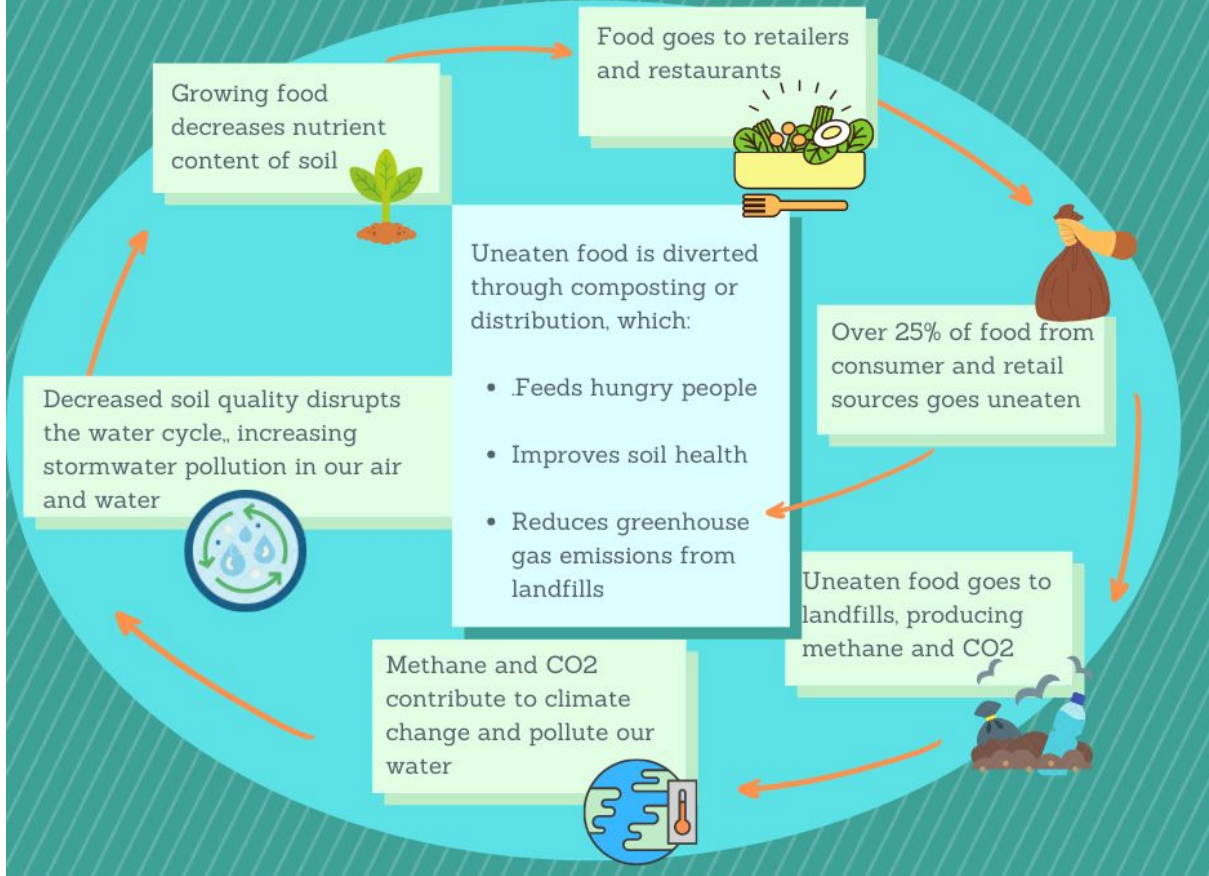 Growing food
decreases nutrient
content of soil
Food goes to retailers
and restaurants
Over 25% of food from
consumer and retail
sources goes uneaten
Uneaten food goes to
landfills, producing
methane and CO2
Methane and CO2
contribute to climate
change and pollute our
water
Decreased soil quality disrupts
the water cycle,, increasing
stormwater pollution in our air
and water
Uneaten food is diverted
through composting or
distribution, which:
• .Feeds hungry people
• Improves soil health
• Reduces greenhouse
gas emissions from
landfills